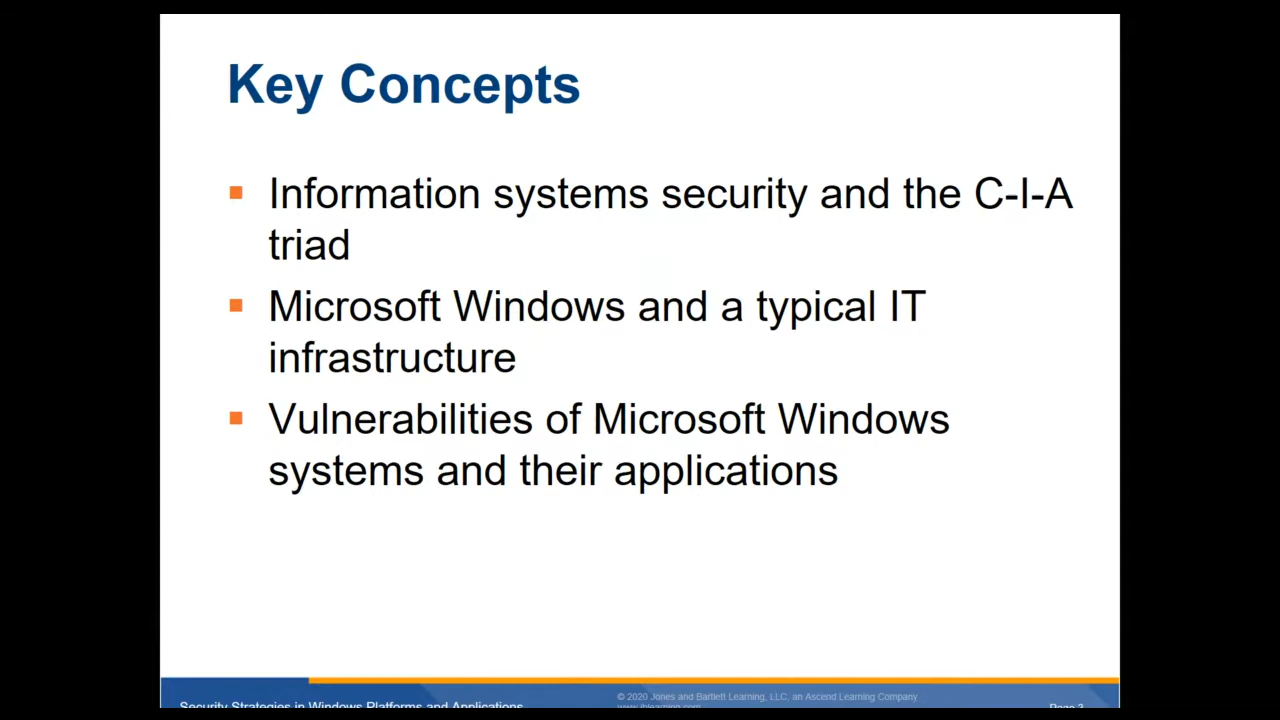 Key Concepts
Information systems security and the C-I-A
triad
Microsoft Windows and a typical IT
infrastructure
Vulnerabilities of Microsoft Windows
systems and their applications
© 2020 Jones and Bartlett Learning, LLC, an Ascend Learning Company
www.jblearning.com
Security Strategies in Windows Platforms and Applications
Page 3